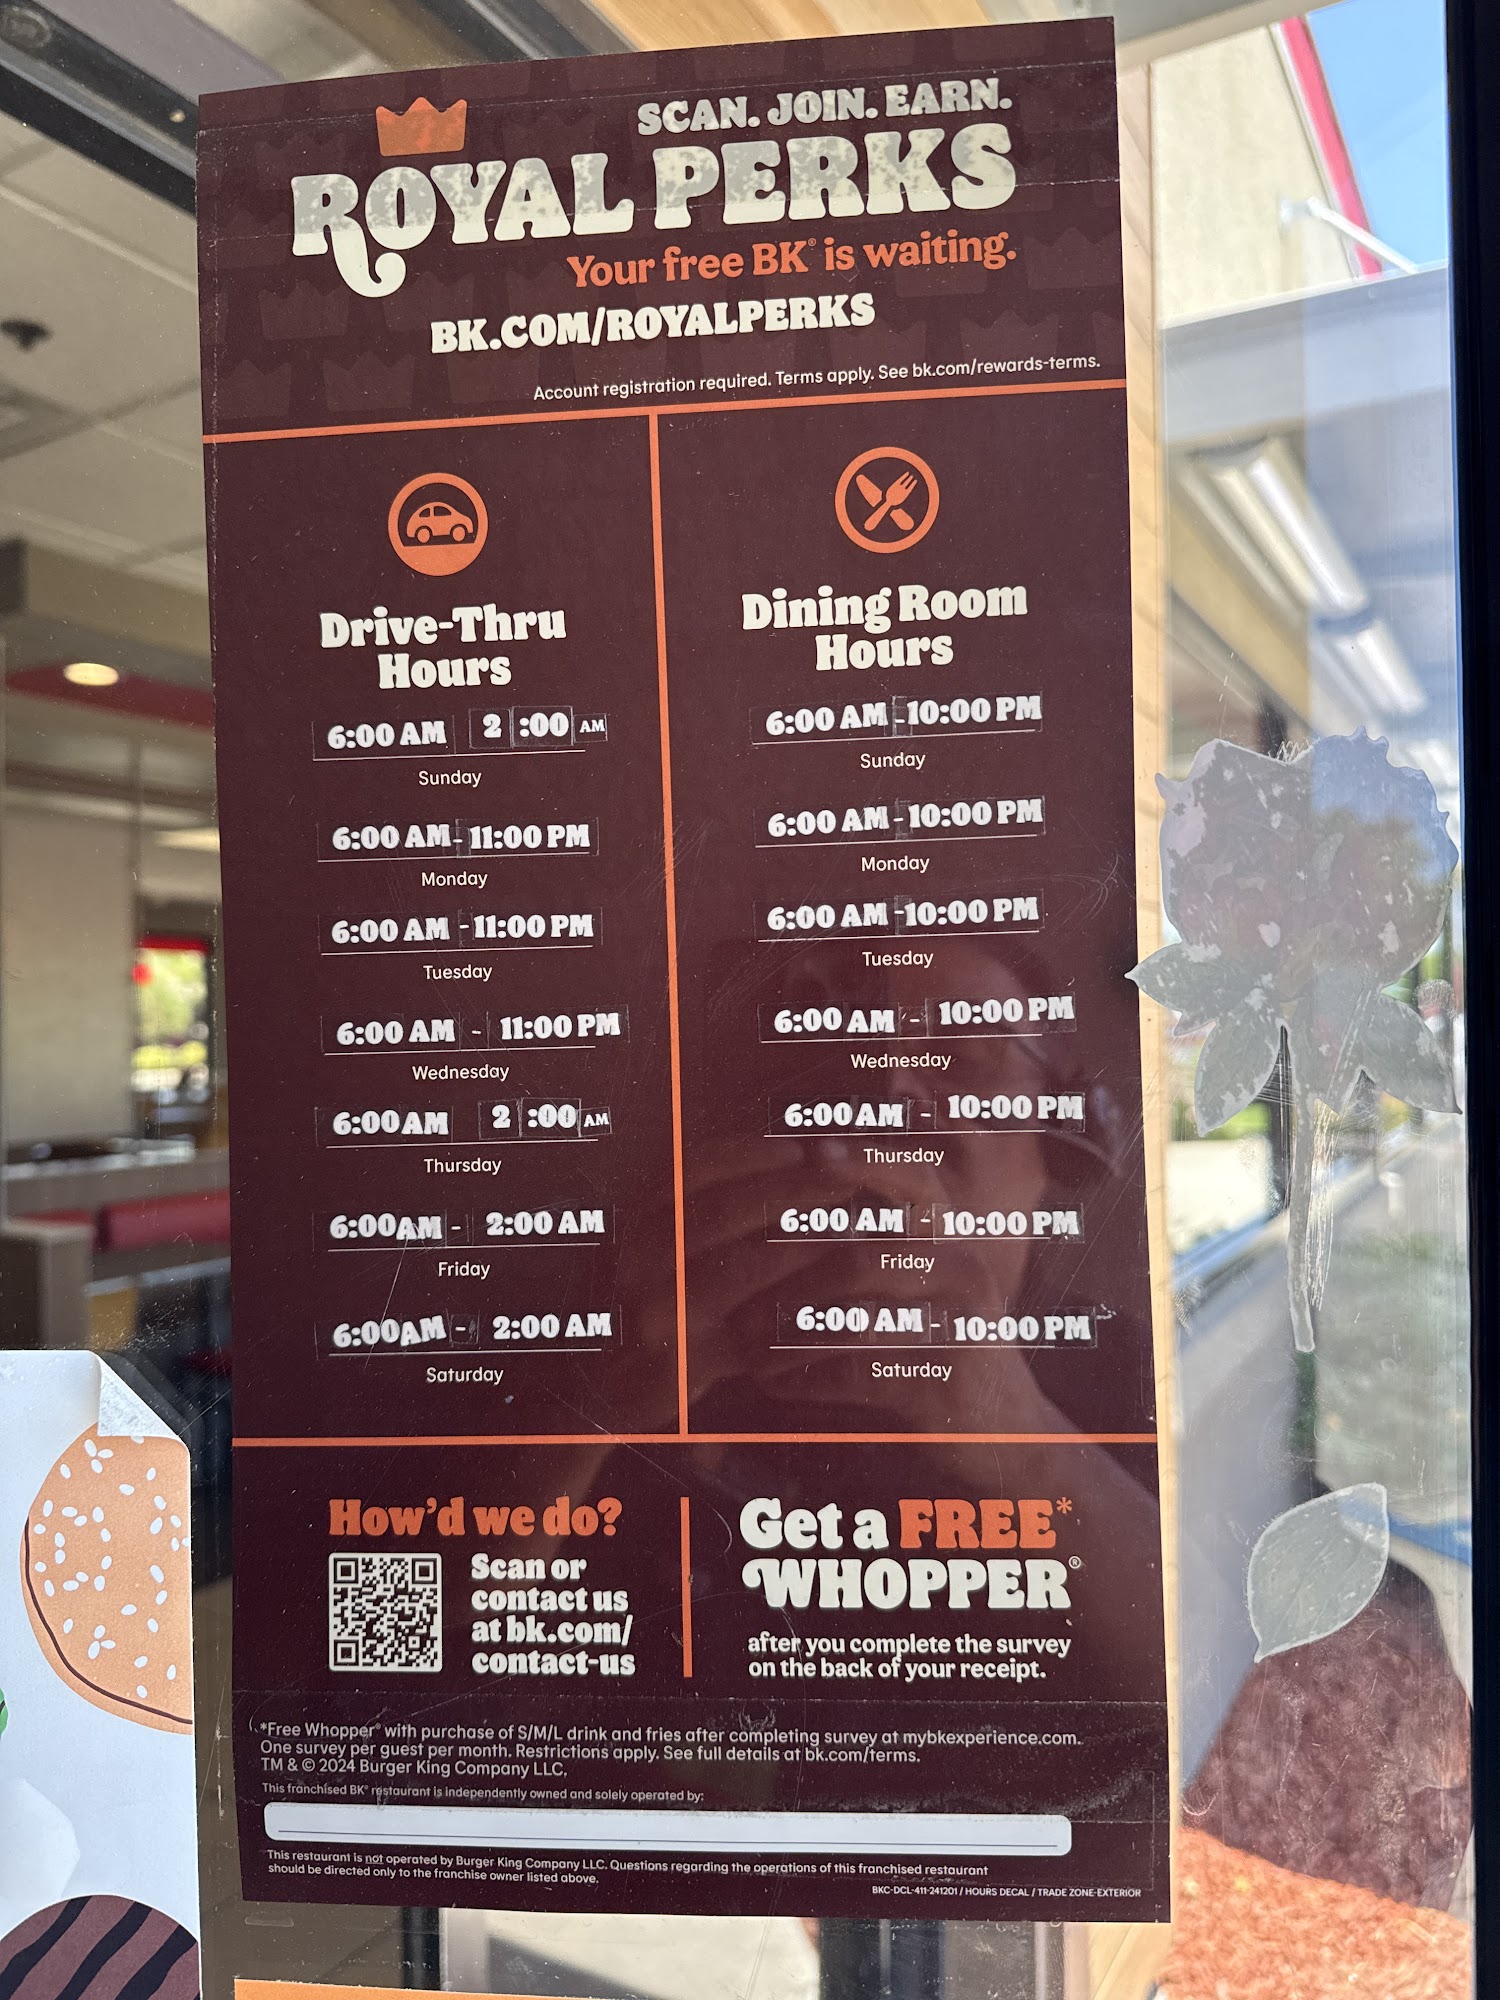 SCAN. JOIN. EARN.
ROYAL PERKS
Your free BK® is waiting.
BK.COM/ROYALPERKS
Account registration required. Terms apply. See bk.com/rewards-terms.
Drive-Thru
Hours
6:00 AM 2 :00 AM
Sunday
6:00 AM - 11:00 PM
Monday
6:00 AM - 11:00 PM
Tuesday
6:00 AM - 11:00 PM
Wednesday
6:00 AM 2 :00 AM
Thursday
6:00 AM - 2:00 AM
Friday
6:00 AM - 2:00 AM
Saturday
Dining Room
Hours
6:00 AM - 10:00 PM
Sunday
6:00 AM - 10:00 PM
Monday
6:00 AM - 10:00 PM
Tuesday
6:00 AM - 10:00 PM
Wednesday
6:00 AM - 10:00 PM
Thursday
6:00 AM - 10:00 PM
Friday
6:00 AM - 10:00 PM
Saturday
How'd we do?
Scan or
contact us
at bk.com/
contact-us
Get a FREE*
WHOPPER®
after you complete the survey
on the back of your receipt.
*Free Whopper® with purchase of S/M/L drink and fries after completing survey at mybkexperience.com.
One survey per guest per month. Restrictions apply. See full details at bk.com/terms.
TM & © 2024 Burger King Company LLC.
This franchised BK® restaurant is independently owned and solely operated by:
This restaurant is not operated by Burger King Company LLC. Questions regarding the operations of this franchised restaurant
should be directed only to the franchise owner listed above.
BKC-DCL-411-241201 / HOURS DECAL / TRADE ZONE-EXTERIOR